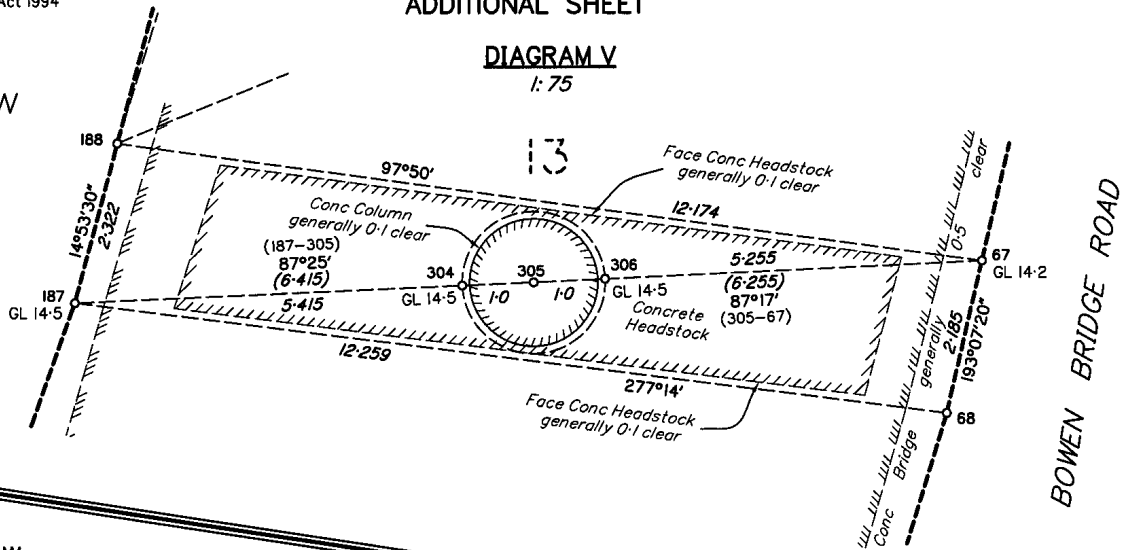 Act 1994
ADDITIONAL SHEET
DIAGRAM V
1:75
W
188
13
97°50'
Face Conc Headstock
generally 0·1 clear
12·174
clear
0·5
generally
Bridge
Conc
14°53'30"
2·322
Conc Column
generally 0·1 clear
(187-305)
87°25'
(6·415)
5·415
304
GL 14·5
305
1·0
1·0
306
GL 14·5
5·255
(6·255)
87°17'
(305-67)
Concrete
Headstock
67
GL 14·2
187
GL 14·5
2·185
193°07'20"
12·259
277°14'
Face Conc Headstock
generally 0·1 clear
68
BOWEN BRIDGE ROAD